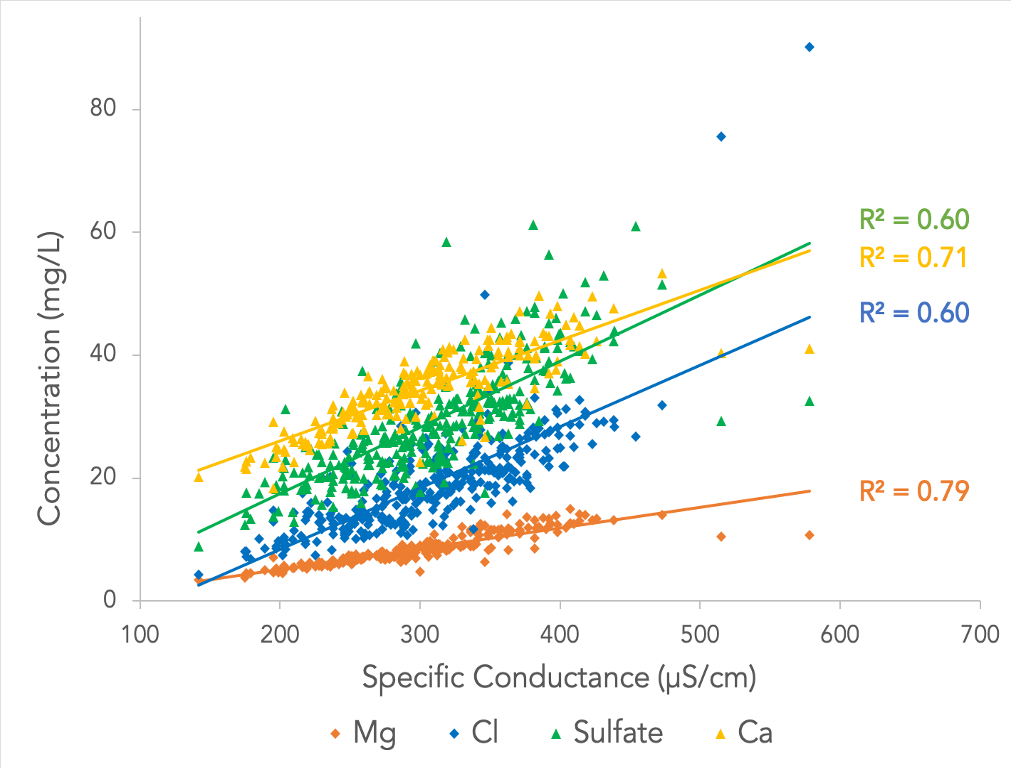 80
60
40
20
0
Concentration (mg/L)
R² = 0.60
R² = 0.71
R² = 0.60
R² = 0.79
100 200 300 400 500 600 700
Specific Conductance (µS/cm)
Mg Cl Sulfate Ca